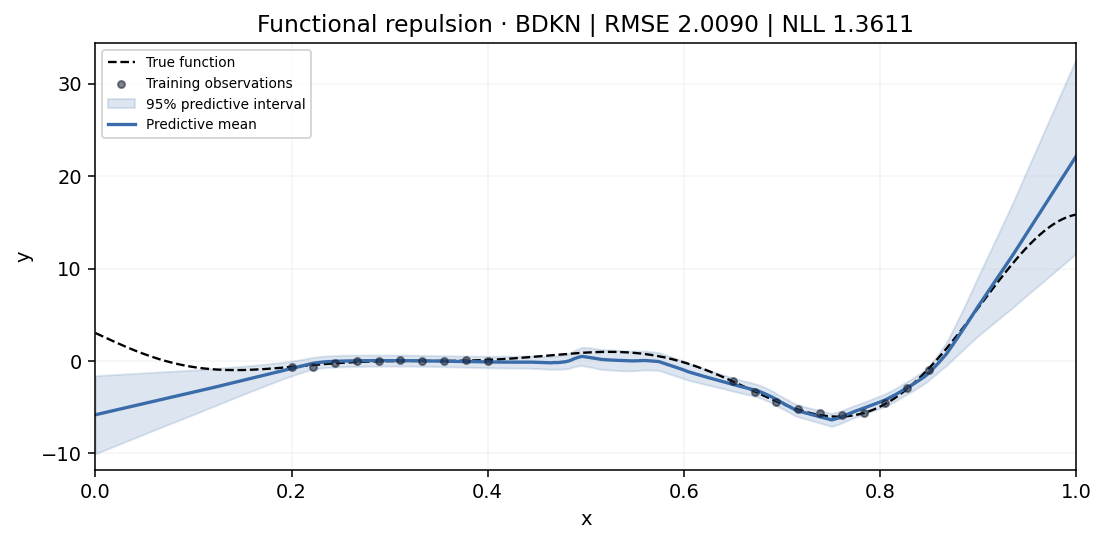 Functional repulsion · BDKN | RMSE 2.0090 | NLL 1.3611
True function
Training observations
95% predictive interval
Predictive mean
30
20
10
0
−10
y
0.0 0.2 0.4 0.6 0.8 1.0
x